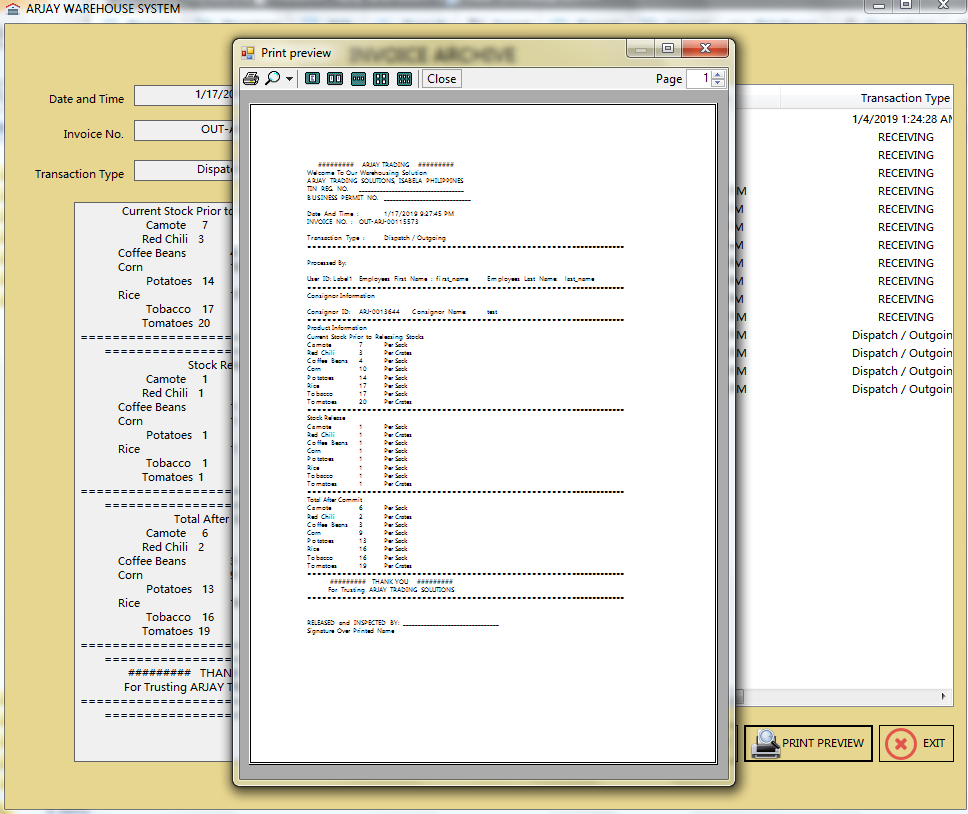 ARJAY WAREHOUSE SYSTEM
INVOICE ARCHIVE
Print preview
Close
Page 1
Date and Time 1/17/20
Invoice No. OUT-A
Transaction Type Dispat
Current Stock Prior to
Camote 7
Red Chili 3
Coffee Beans
Corn
Potatoes 14
Rice
Tobacco 17
Tomatoes 20
====================
==================
Stock Re
Camote 1
Red Chili 1
Coffee Beans
Corn
Potatoes 1
Rice
Tobacco 1
Tomatoes 1
====================
==================
Total After
Camote 6
Red Chili 2
Coffee Beans
Corn
Potatoes 13
Rice
Tobacco 16
Tomatoes 19
====================
==================
######### THAN
For Trusting ARJAY T
====================
==================
######### ARJAY TRADING #########
Welcome To Our Warehousing Solution
ARJAY TRADING SOLUTIONS, ISABELA PHILIPPINES
TIN REG. NO. ______________________________
BUSINESS PERMIT NO. _________________________
Date And Time : 1/17/2019 9:27:45 PM
INVOICE NO. : OUT-ARJ-00115573
Transaction Type : Dispatch / Outgoing
Processed By:
User ID: Label1 Employees First Name : first_name Employees Last Name: last_name
Consignor Information
Consignor ID: ARJ-0013644 Consignor Name: test
Product Information
Current Stock Prior to Releasing Stocks
Camote 7 Per Sack
Red Chili 3 Per Crates
Coffee Beans 4 Per Sack
Corn 10 Per Sack
Potatoes 14 Per Sack
Rice 17 Per Sack
Tobacco 17 Per Sack
Tomatoes 20 Per Crates
Stock Release
Camote 1 Per Sack
Red Chili 1 Per Crates
Coffee Beans 1 Per Sack
Corn 1 Per Sack
Potatoes 1 Per Sack
Rice 1 Per Sack
Tobacco 1 Per Sack
Tomatoes 1 Per Crates
Total After Commit
Camote 6 Per Sack
Red Chili 2 Per Crates
Coffee Beans 3 Per Sack
Corn 9 Per Sack
Potatoes 13 Per Sack
Rice 16 Per Sack
Tobacco 16 Per Sack
Tomatoes 19 Per Crates
######### THANK YOU #########
For Trusting ARJAY TRADING SOLUTIONS
RELEASED and INSPECTED BY: ____________________________
Signature Over Printed Name
Transaction Type
1/4/2019 1:24:28 AM
RECEIVING
RECEIVING
RECEIVING
M RECEIVING
M RECEIVING
M RECEIVING
M RECEIVING
M RECEIVING
M RECEIVING
M RECEIVING
M RECEIVING
M Dispatch / Outgoin
M Dispatch / Outgoin
M Dispatch / Outgoin
M Dispatch / Outgoin
PRINT PREVIEW
EXIT